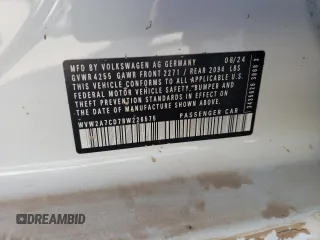 MFD BY VOLKSWAGEN AG GERMANY 08/24
GVWR 4255 GAWR FRONT 2271 / REAR 2094 LBS
THIS VEHICLE CONFORMS TO ALL APPLICABLE
FEDERAL MOTOR VEHICLE SAFETY, BUMPER AND
THEFT PREVENTION STANDARDS IN EFFECT ON THE
DATE OF MANUFACTURE SHOWN ABOVE.
PASSENGER CAR
DREAMBID